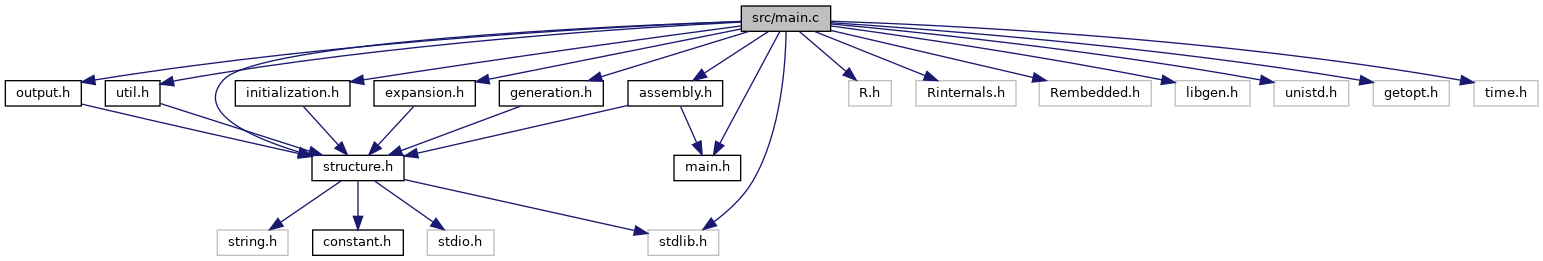 src/main.c
output.h
util.h
initialization.h
expansion.h
generation.h
assembly.h
R.h
Rinternals.h
Rembedded.h
libgen.h
unistd.h
getopt.h
time.h
structure.h
main.h
string.h
constant.h
stdio.h
stdlib.h